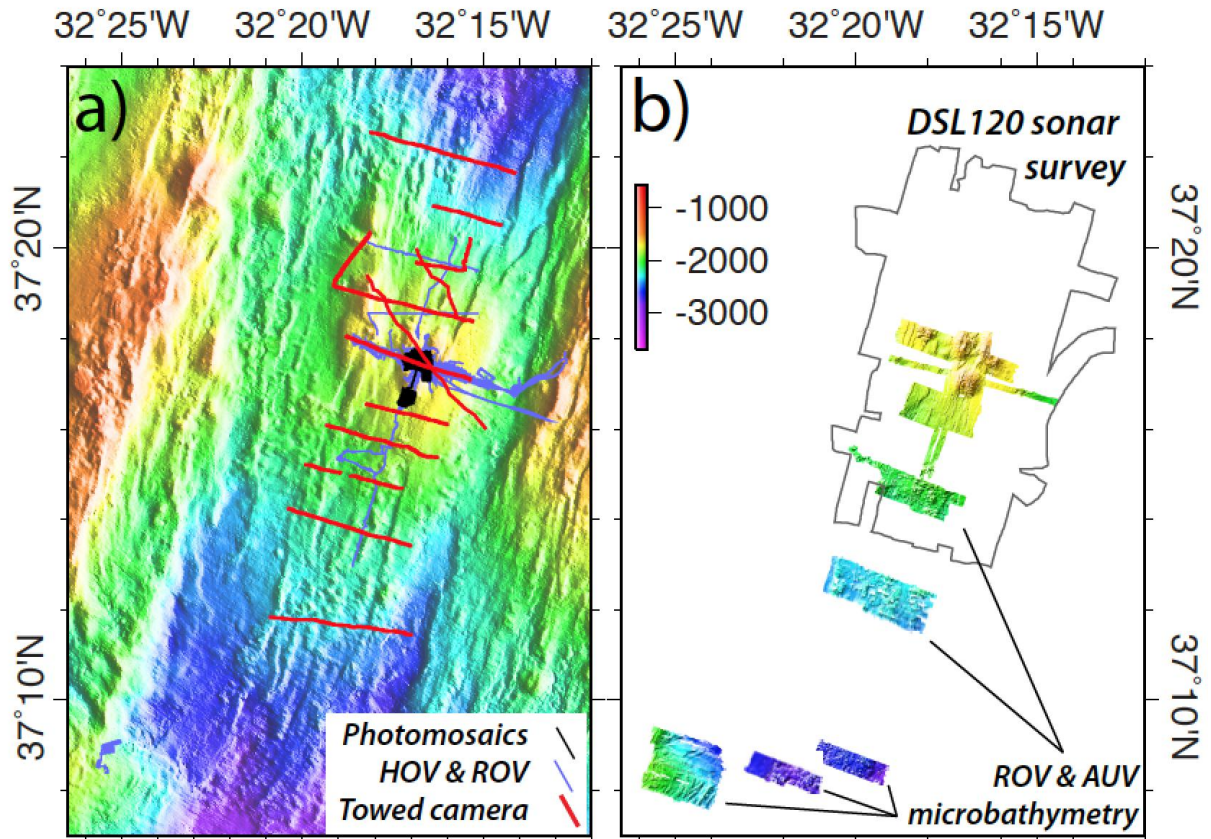 32°25'W 32°20'W 32°15'W 32°25'W 32°20'W 32°15'W
a)
b)
DSL120 sonar
survey
-1000
-2000
-3000
37°20'N
37°20'N
37°10'N
37°10'N
Photomosaics
HOV & ROV
Towed camera
ROV & AUV
microbathymetry